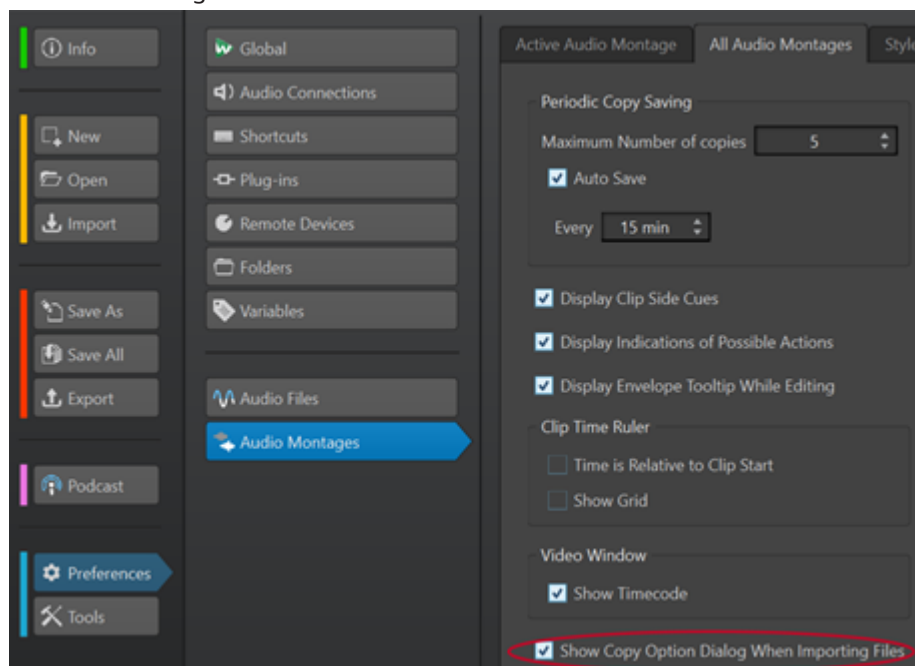 Info
New
Open
Import
Save As
Save All
Export
Podcast
Preferences
Tools
Global
Audio Connections
Shortcuts
Plug-ins
Remote Devices
Folders
Variables
Audio Files
Audio Montages
Active Audio Montage
All Audio Montages
Periodic Copy Saving
Maximum Number of copies 5
Auto Save
Every 15 min
Display Clip Side Cues
Display Indications of Possible Actions
Display Envelope Tooltip While Editing
Clip Time Ruler
Time is Relative to Clip Start
Show Grid
Video Window
Show Timecode
Show Copy Option Dialog When Importing Files